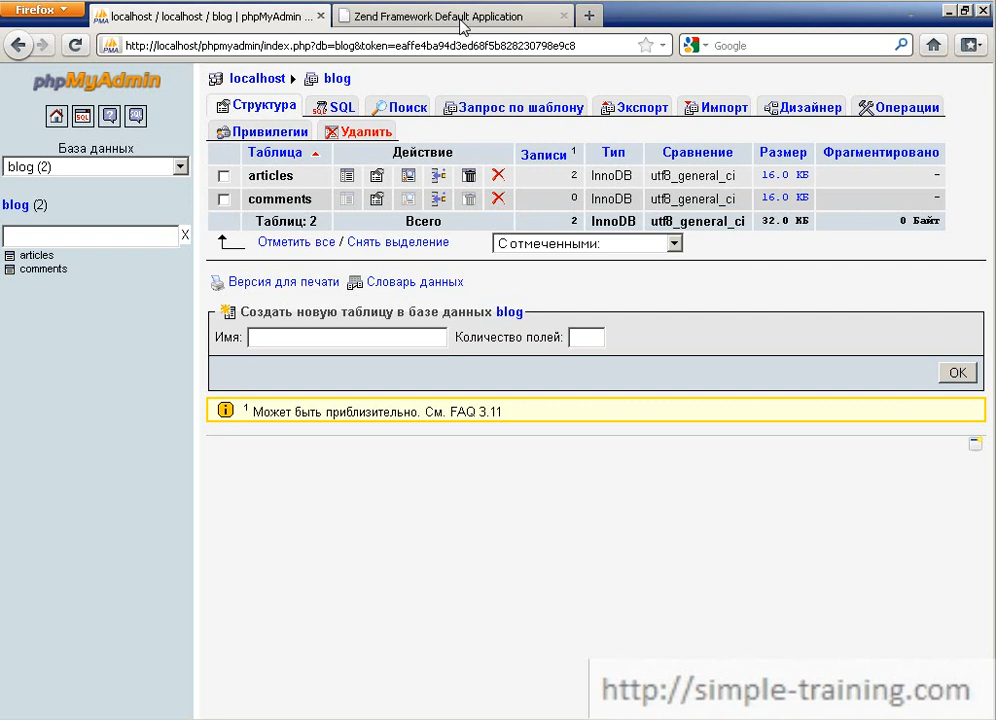 Firefox
localhost / localhost / blog | phpMyAdmin ...
Zend Framework Default Application
http://localhost/phpmyadmin/index.php?db=blog&token=eaffe4ba94d3ed68f5b828230798e9c8
Google
phpMyAdmin
База данных
blog (2)
blog (2)
X
articles
comments
localhost
blog
Структура
SQL
Поиск
Запрос по шаблону
Экспорт
Импорт
Дизайнер
Операции
Привилегии
Удалить
Таблица Действие Записи 1 Тип Сравнение Размер Фрагментировано
articles 2 InnoDB utf8_general_ci 16.0 КБ -
comments 0 InnoDB utf8_general_ci 16.0 КБ -
Таблиц: 2 Всего 2 InnoDB utf8_general_ci 32.0 КБ 0 Байт
Отметить все / Снять выделение
С отмеченными:
Версия для печати
Словарь данных
Создать новую таблицу в базе данных blog
Имя:
Количество полей:
OK
1 Может быть приблизительно. См. FAQ 3.11
http://simple-training.com